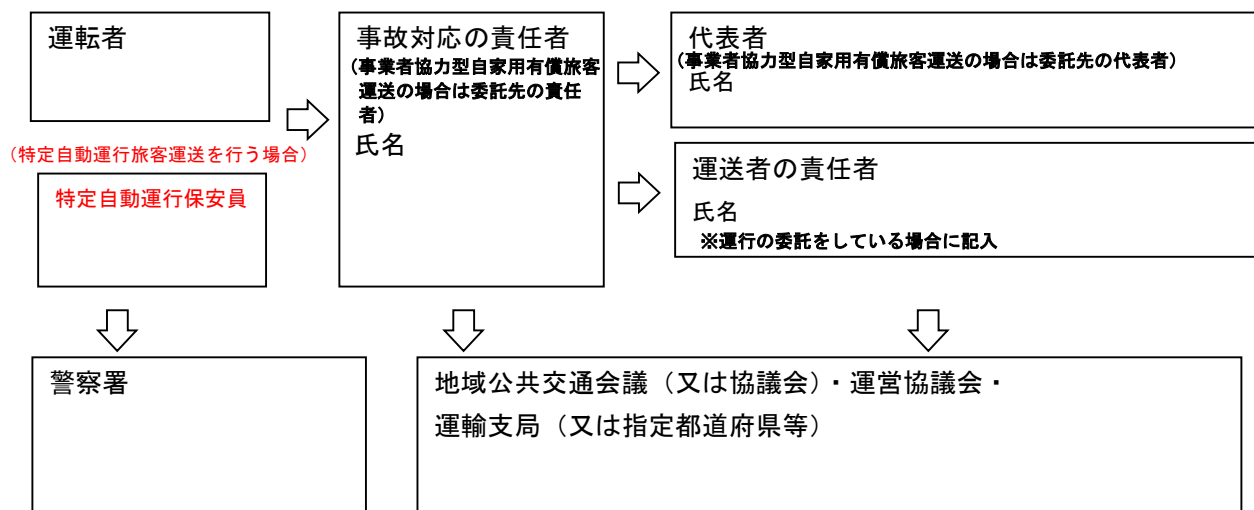 運転者
(特定自動運行旅客運送を行う場合)
特定自動運行保安員
事故対応の責任者
(事業者協力型自家用有償旅客
運送の場合は委託先の責任
者)
氏名
代表者
(事業者協力型自家用有償旅客運送の場合は委託先の代表者)
氏名
運送者の責任者
氏名
※運行の委託をしている場合に記入
警察署
地域公共交通会議(又は協議会)・運営協議会・
運輸支局(又は指定都道府県等)